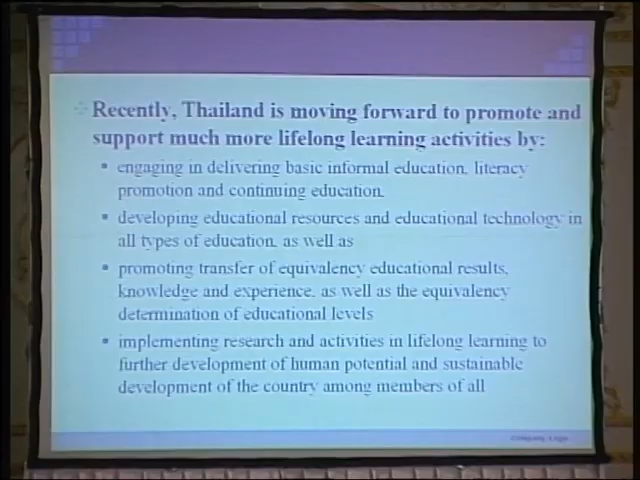 Recently, Thailand is moving forward to promote and
support much more lifelong learning activities by:
engaging in delivering basic informal education, literacy
promotion and continuing education,
developing educational resources and educational technology in
all types of education, as well as
promoting transfer of equivalency educational results,
knowledge and experience, as well as the equivalency
determination of educational levels
implementing research and activities in lifelong learning to
further development of human potential and sustainable
development of the country among members of all
Company Logo